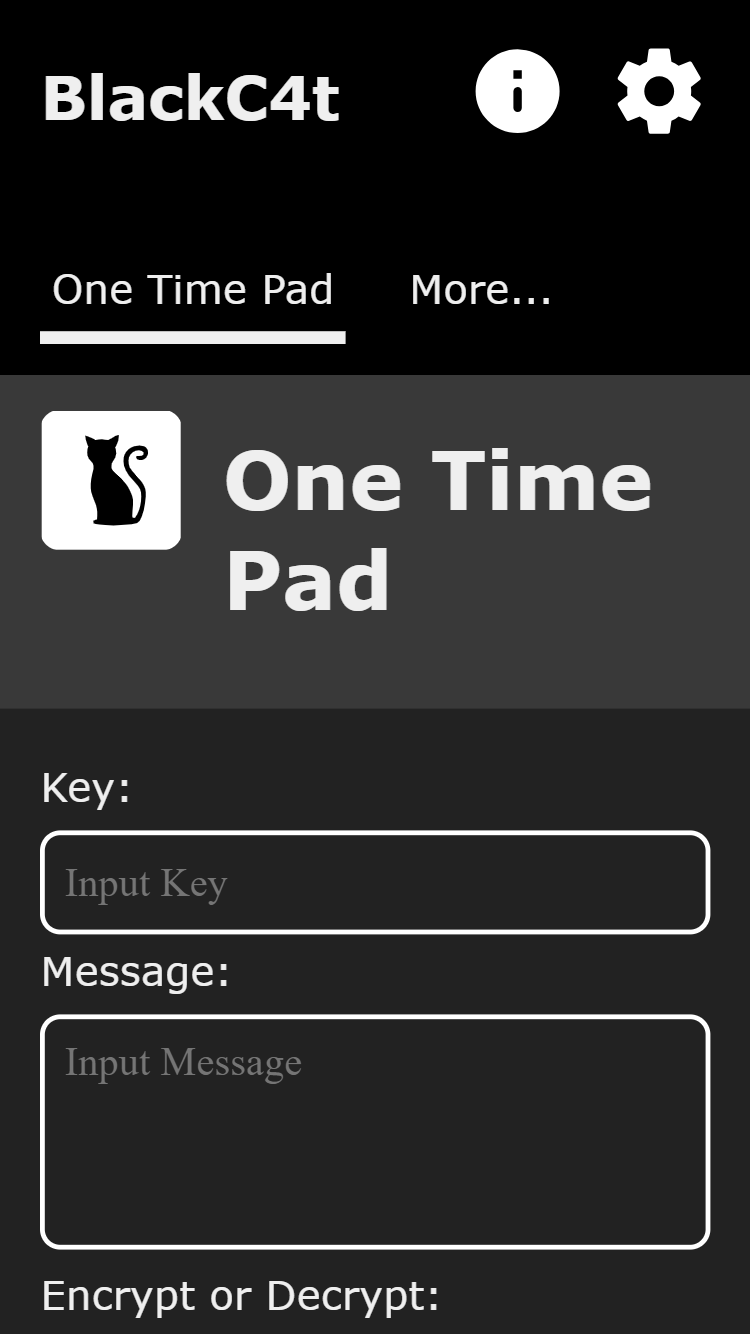 BlackC4t
One Time Pad
More...
One Time
Pad
Key:
Input Key
Message:
Input Message
Encrypt or Decrypt: